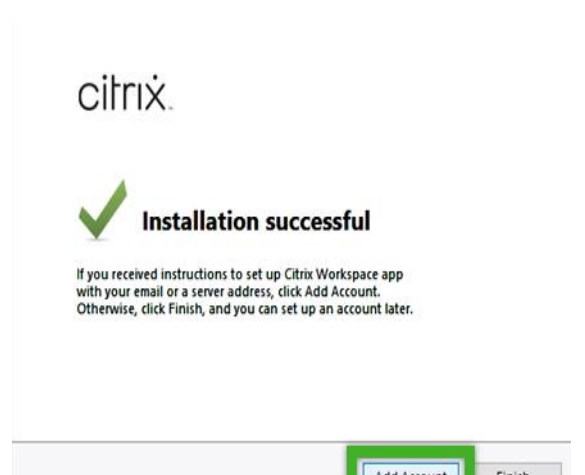 citrix
Installation successful
If you received instructions to set up Citrix Workspace app
with your email or a server address, click Add Account.
Otherwise, click Finish, and you can set up an account later.
Add Account
Finish